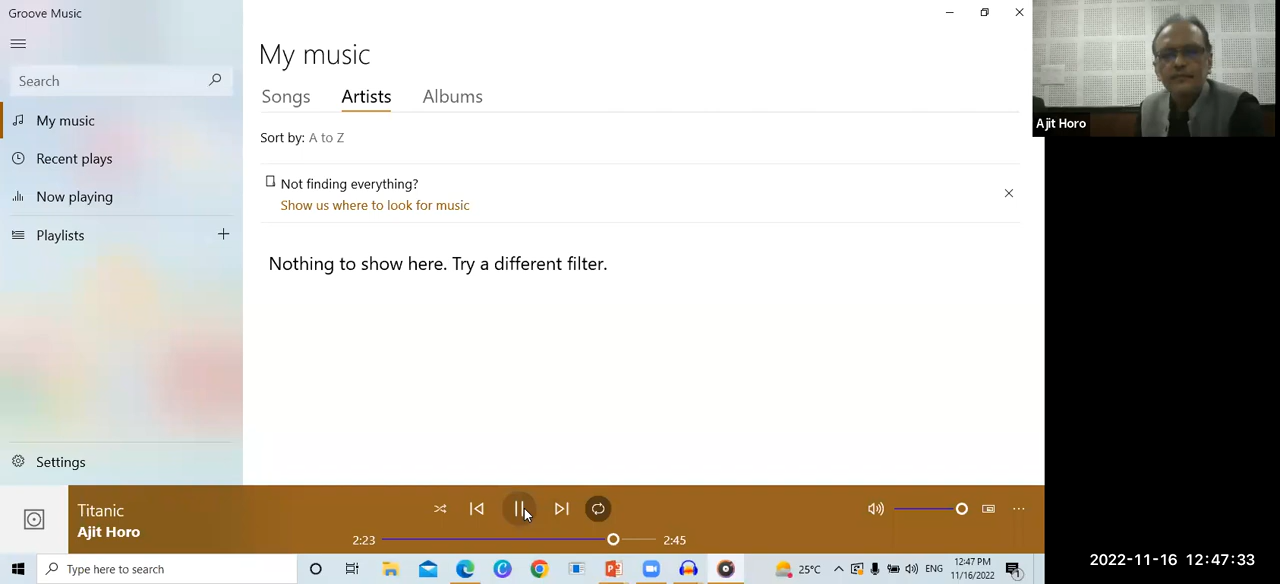 Groove Music
Search
My music
Recent plays
Now playing
Playlists
Settings
My music
Songs Artists Albums
Sort by: A to Z
Not finding everything?
Show us where to look for music
Nothing to show here. Try a different filter.
Ajit Horo
Titanic
Ajit Horo
2:23
2:45
Type here to search
25°C
ENG
12:47 PM
11/16/2022
2022-11-16 12:47:33